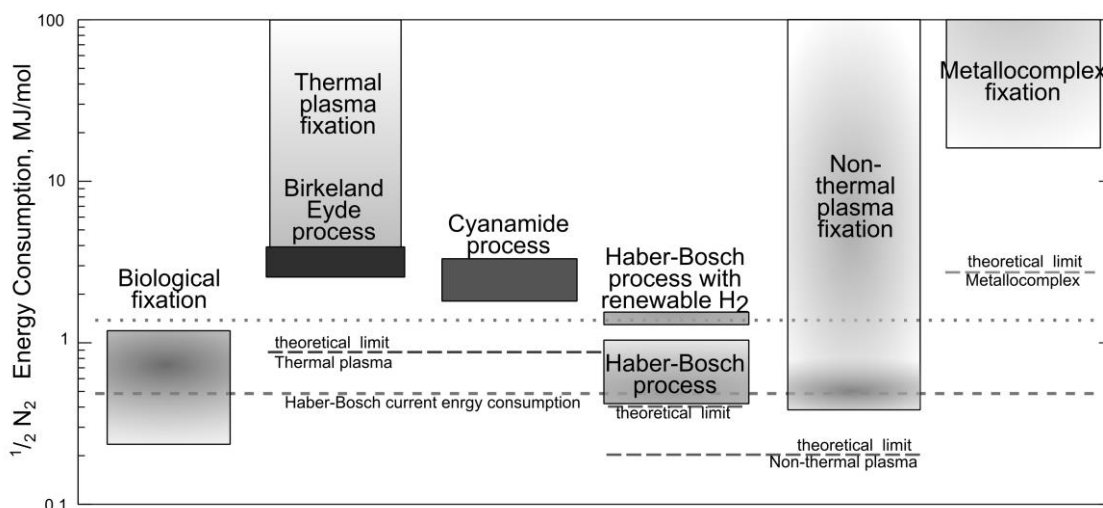 1/2 N2 Energy Consumption, MJ/mol
100
10
1
0.1
Biological
fixation
Thermal
plasma
fixation
Birkeland
Eyde
process
Cyanamide
process
Haber-Bosch
process with
renewable H2
Haber-Bosch
process
theoretical limit
Non-
thermal
plasma
fixation
Metallocomplex
fixation
theoretical limit
Metallocomplex
theoretical limit
Thermal plasma
Haber-Bosch current enrgy consumption
theoretical limit
Non-thermal plasma